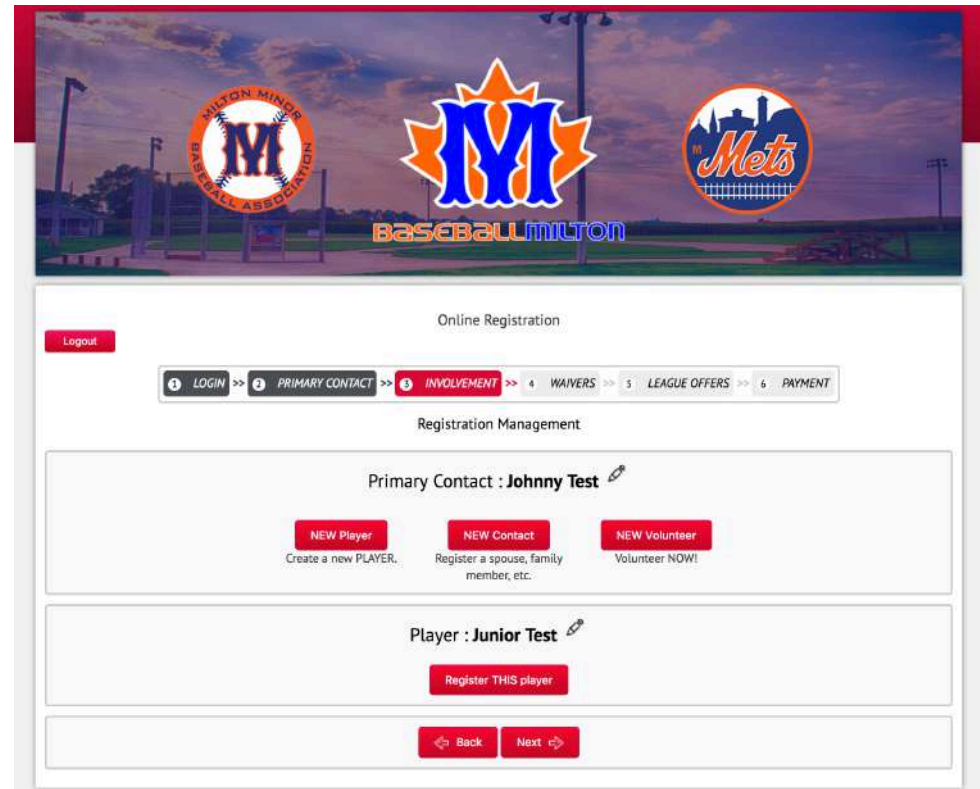 MILTON MINOR
BASEBALL ASSOCIATION
M
M
BASEBALLMILTON
M
Mets
Online Registration
Logout
1 LOGIN >> 2 PRIMARY CONTACT >> 3 INVOLVEMENT >> 4 WAIVERS >> 5 LEAGUE OFFERS >> 6 PAYMENT
Registration Management
Primary Contact : Johnny Test
NEW Player NEW Contact NEW Volunteer
Create a new PLAYER. Register a spouse, family Volunteer NOW!
member, etc.
Player : Junior Test
Register THIS player
Back Next